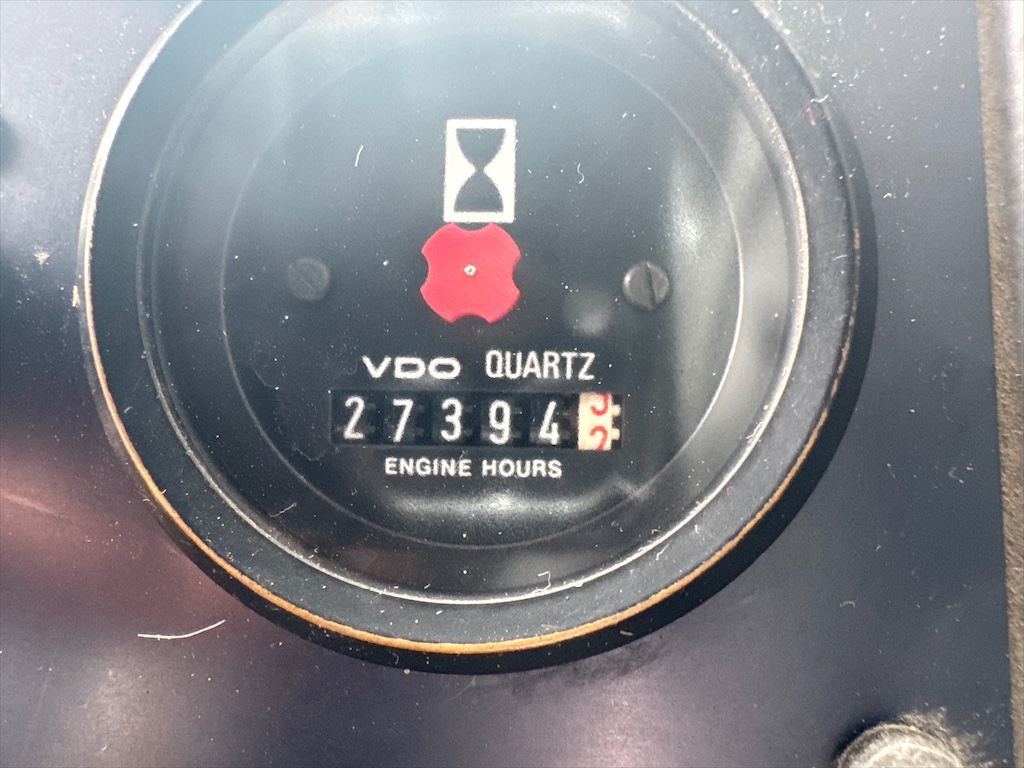 VDO QUARTZ
27394
ENGINE HOURS